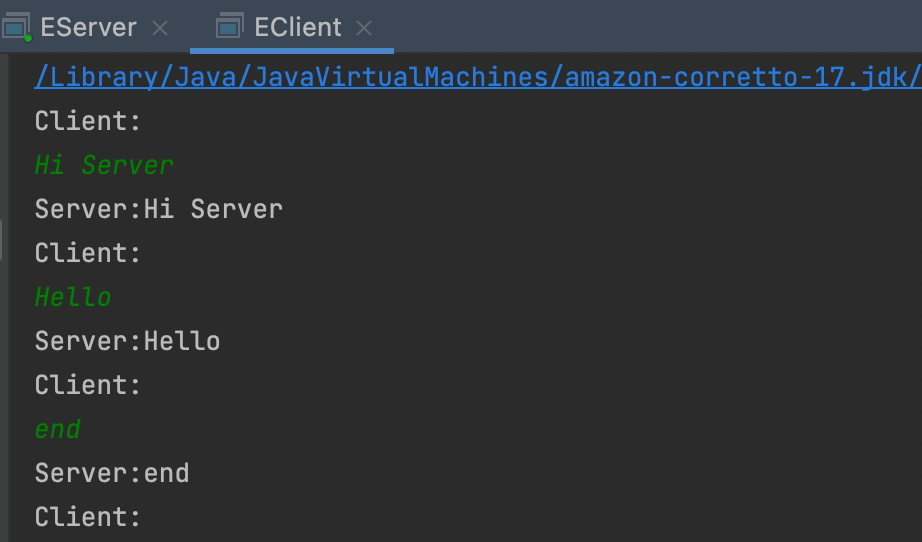 EServer EClient
/Library/Java/JavaVirtualMachines/amazon-corretto-17.jdk/
Client:
Hi Server
Server:Hi Server
Client:
Hello
Server:Hello
Client:
end
Server:end
Client: